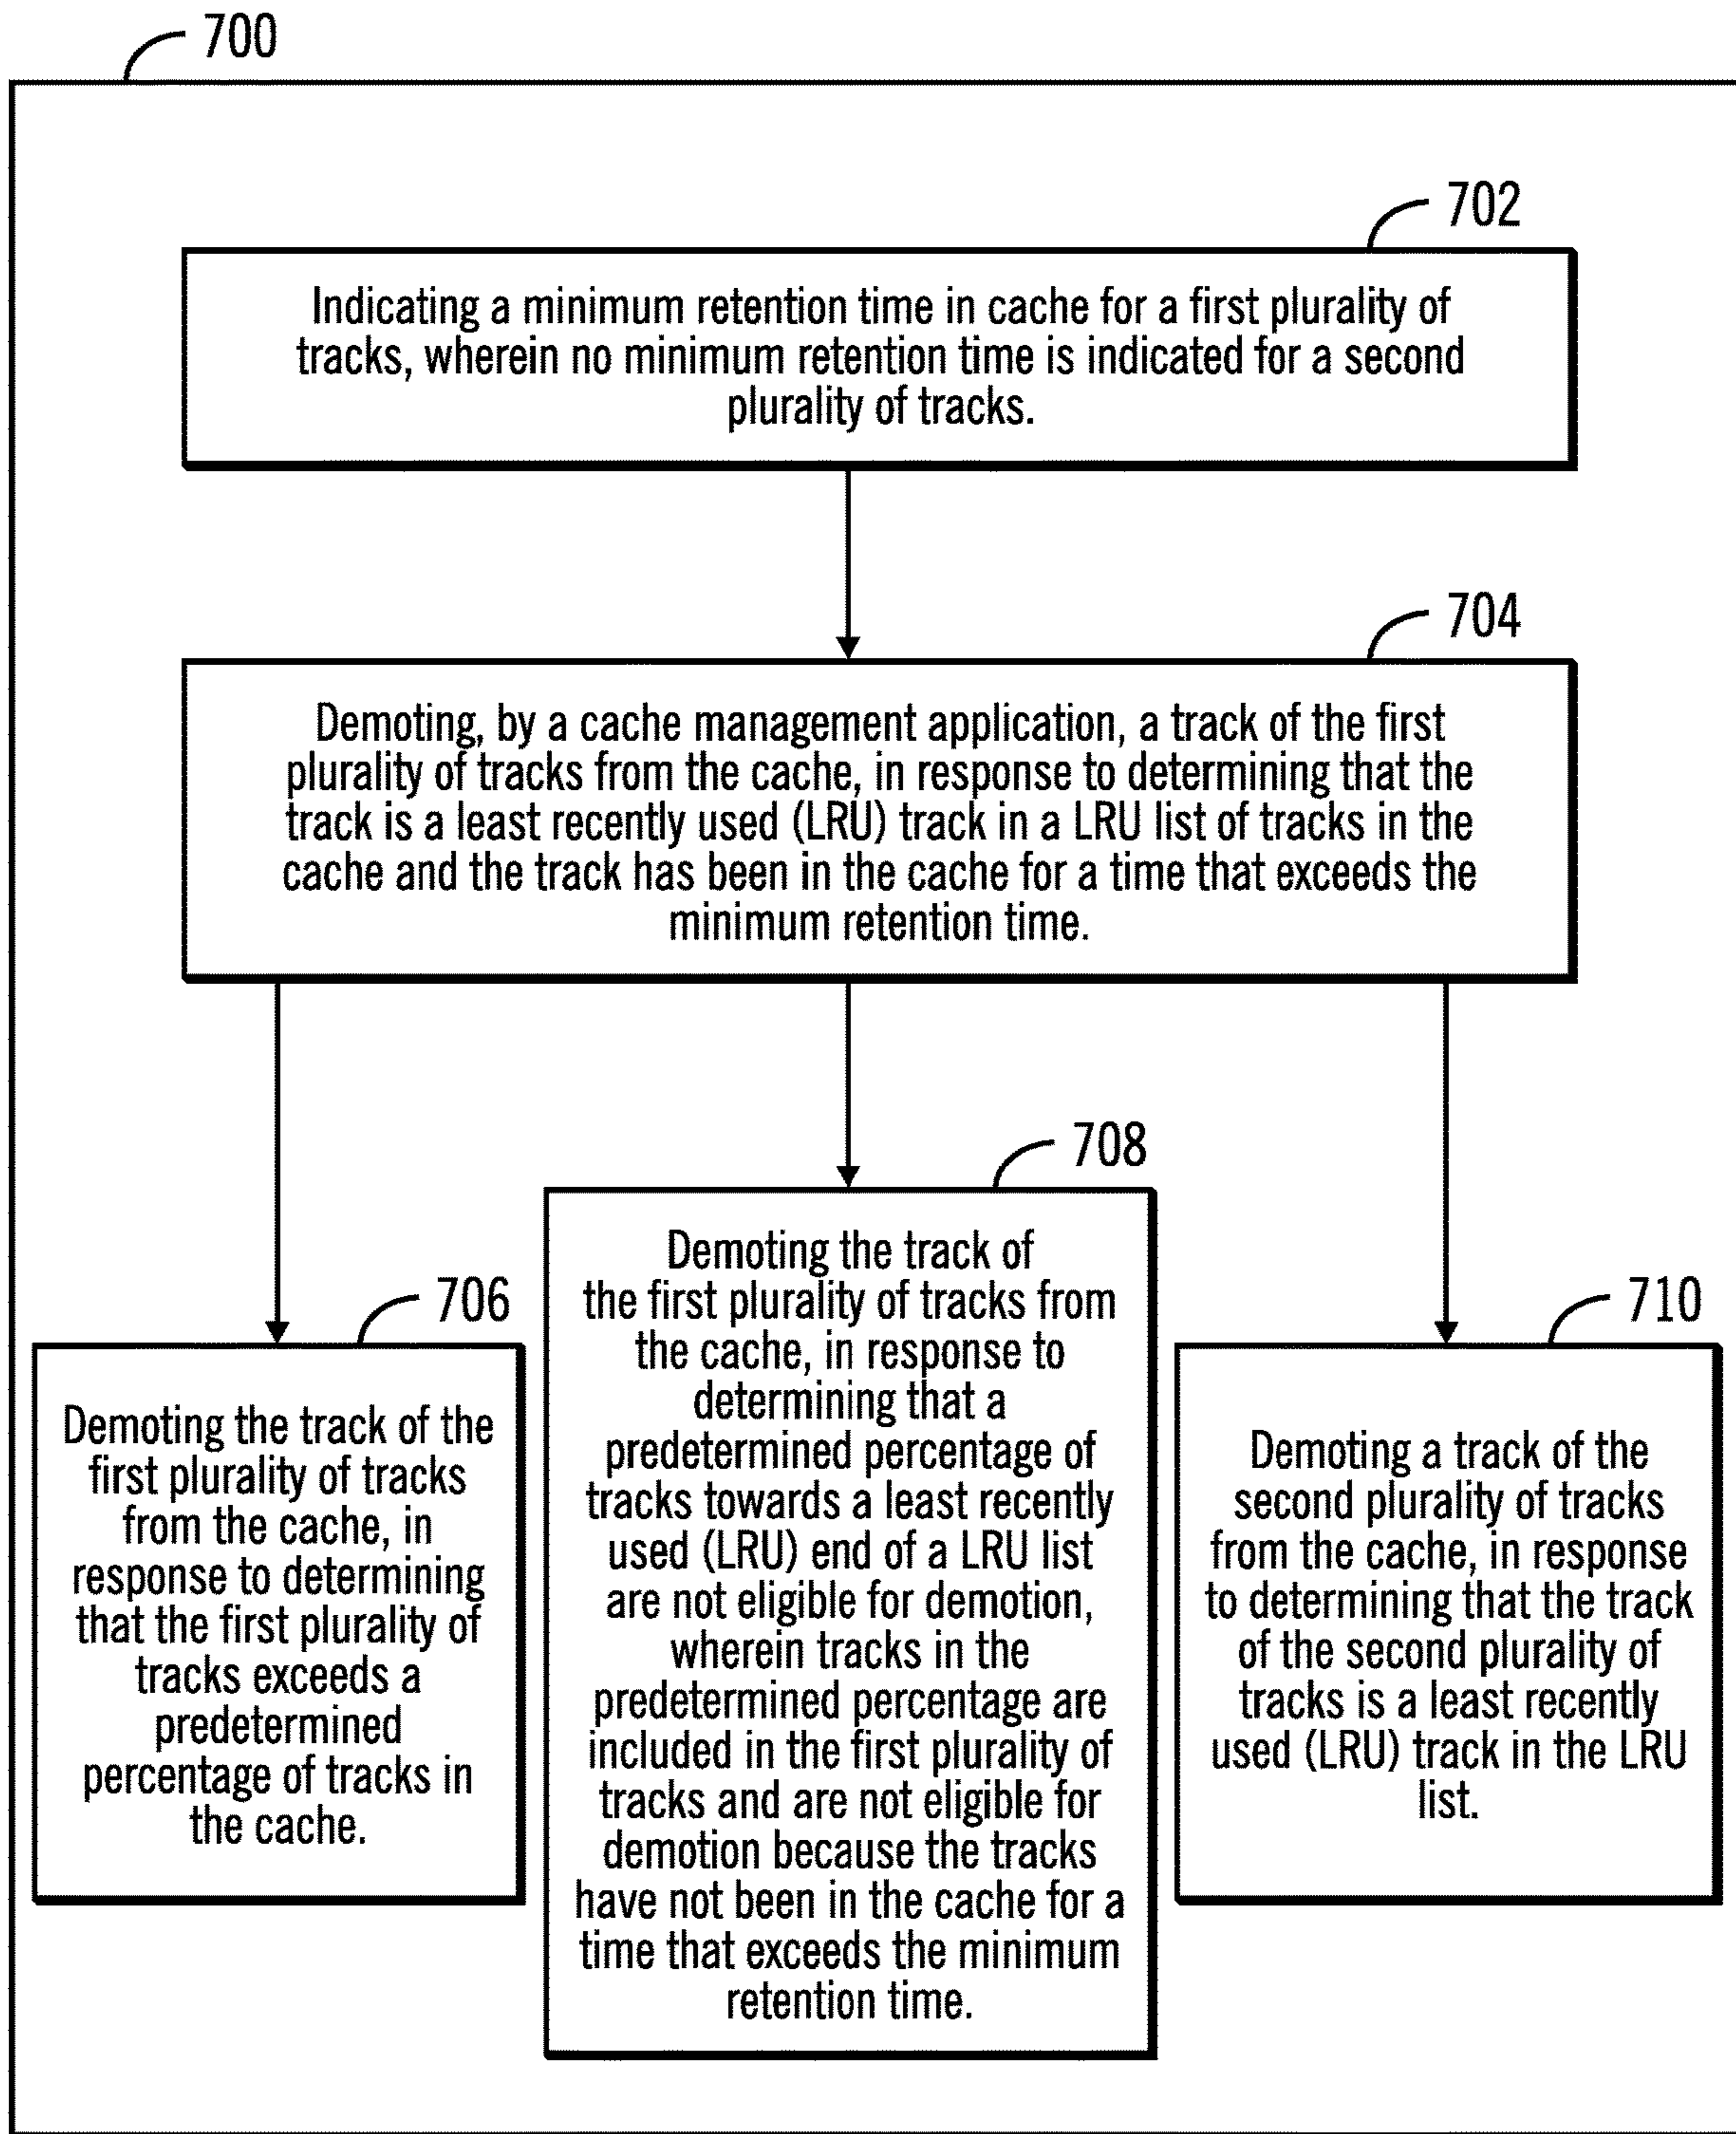 700
702
Indicating a minimum retention time in cache for a first plurality of
tracks, wherein no minimum retention time is indicated for a second
plurality of tracks.
704
Demoting, by a cache management application, a track of the first
plurality of tracks from the cache, in response to determining that the
track is a least recently used (LRU) track in a LRU list of tracks in the
cache and the track has been in the cache for a time that exceeds the
minimum retention time.
706
Demoting the track of the
first plurality of tracks
from the cache, in
response to determining
that the first plurality of
tracks exceeds a
predetermined
percentage of tracks in
the cache.
708
Demoting the track of
the first plurality of tracks from
the cache, in response to
determining that a
predetermined percentage of
tracks towards a least recently
used (LRU) end of a LRU list
are not eligible for demotion,
wherein tracks in the
predetermined percentage are
included in the first plurality of
tracks and are not eligible for
demotion because the tracks
have not been in the cache for a
time that exceeds the minimum
retention time.
710
Demoting a track of the
second plurality of tracks
from the cache, in response
to determining that the track
of the second plurality of
tracks is a least recently
used (LRU) track in the LRU
list.